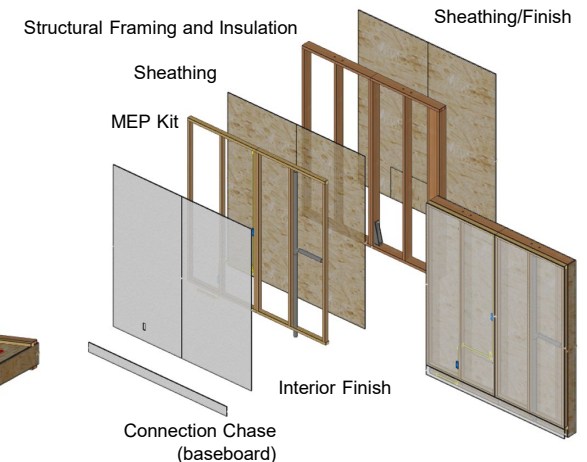 Sheathing/Finish
Structural Framing and Insulation
Sheathing
MEP Kit
Interior Finish
Connection Chase
(baseboard)